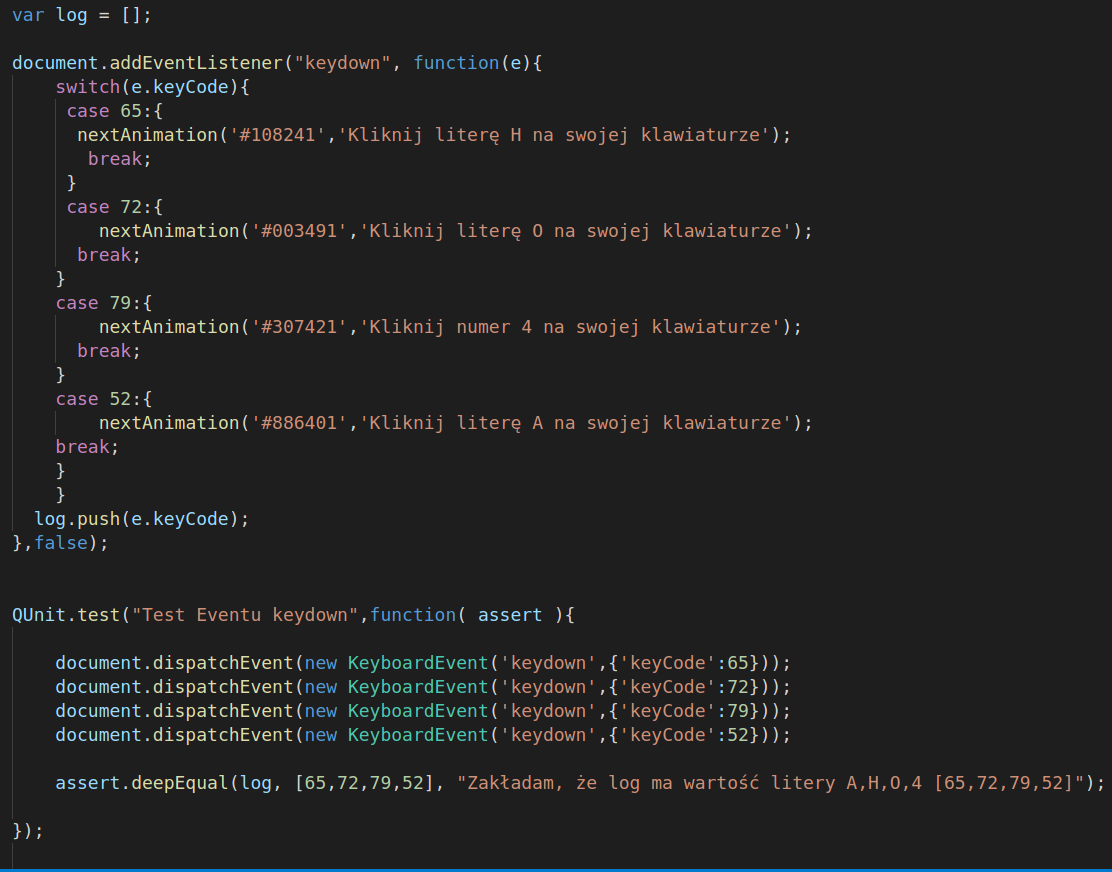 var log = [];
document.addEventListener("keydown", function(e){
    switch(e.keyCode){
     case 65:{
      nextAnimation('#108241','Kliknij literę H na swojej klawiaturze');
       break;
     }
     case 72:{
        nextAnimation('#003491','Kliknij literę O na swojej klawiaturze');
      break;
    }
    case 79:{
        nextAnimation('#307421','Kliknij numer 4 na swojej klawiaturze');
      break;
    }
    case 52:{
        nextAnimation('#886401','Kliknij literę A na swojej klawiaturze');
    break;
    }
    }
  log.push(e.keyCode);
},false);
QUnit.test("Test Eventu keydown",function( assert ){
    document.dispatchEvent(new KeyboardEvent('keydown',{'keyCode':65}));
    document.dispatchEvent(new KeyboardEvent('keydown',{'keyCode':72}));
    document.dispatchEvent(new KeyboardEvent('keydown',{'keyCode':79}));
    document.dispatchEvent(new KeyboardEvent('keydown',{'keyCode':52}));
    assert.deepEqual(log, [65,72,79,52], "Zakładam, że log ma wartość litery A,H,O,4 [65,72,79,52]");
});